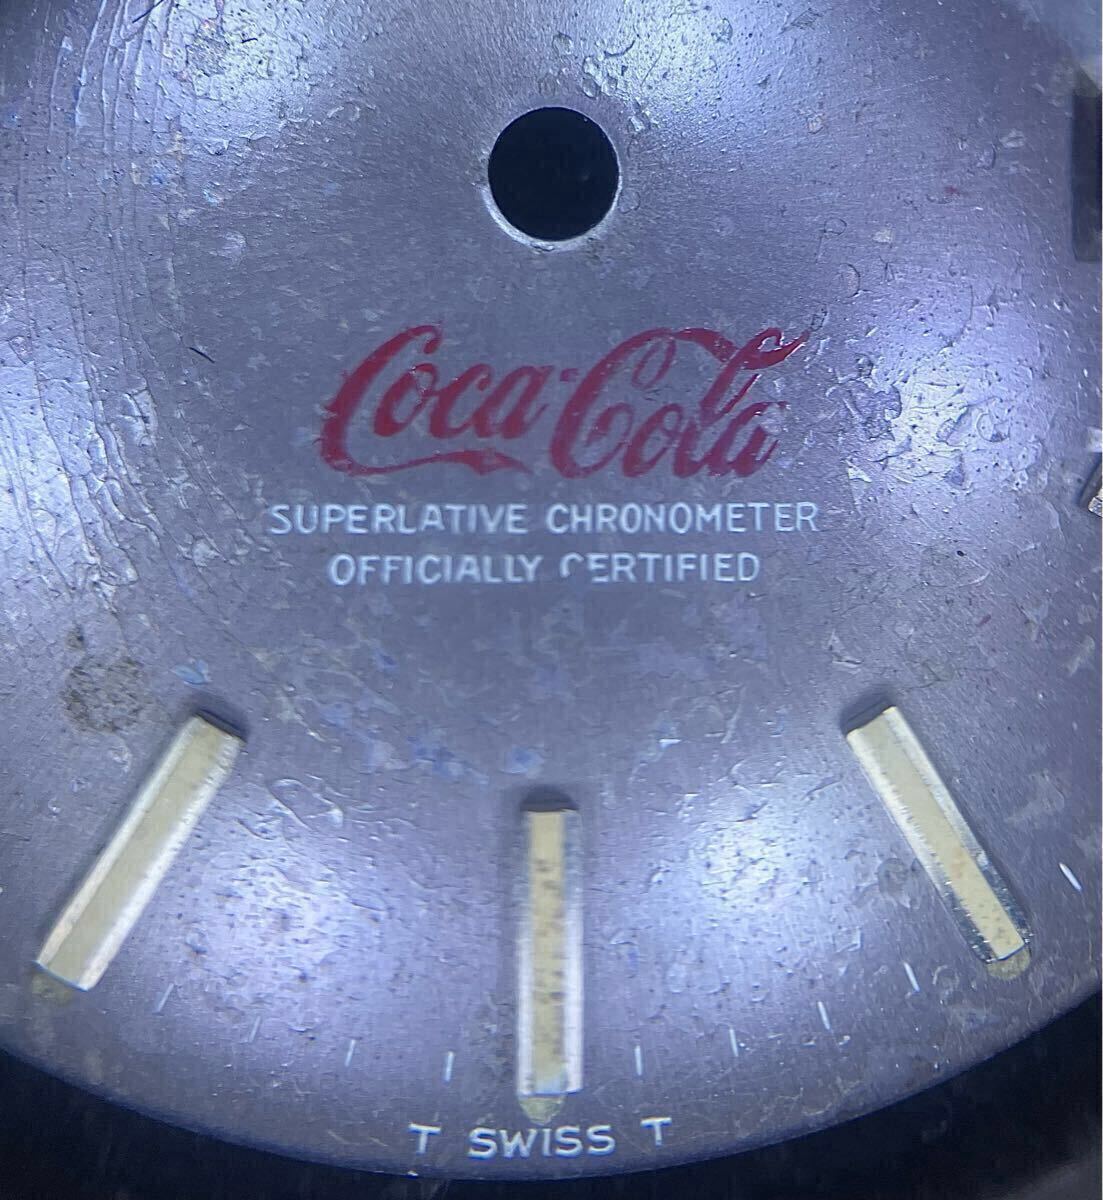 Coca-Cola
SUPERLATIVE CHRONOMETER
OFFICIALLY CERTIFIED
T SWISS T